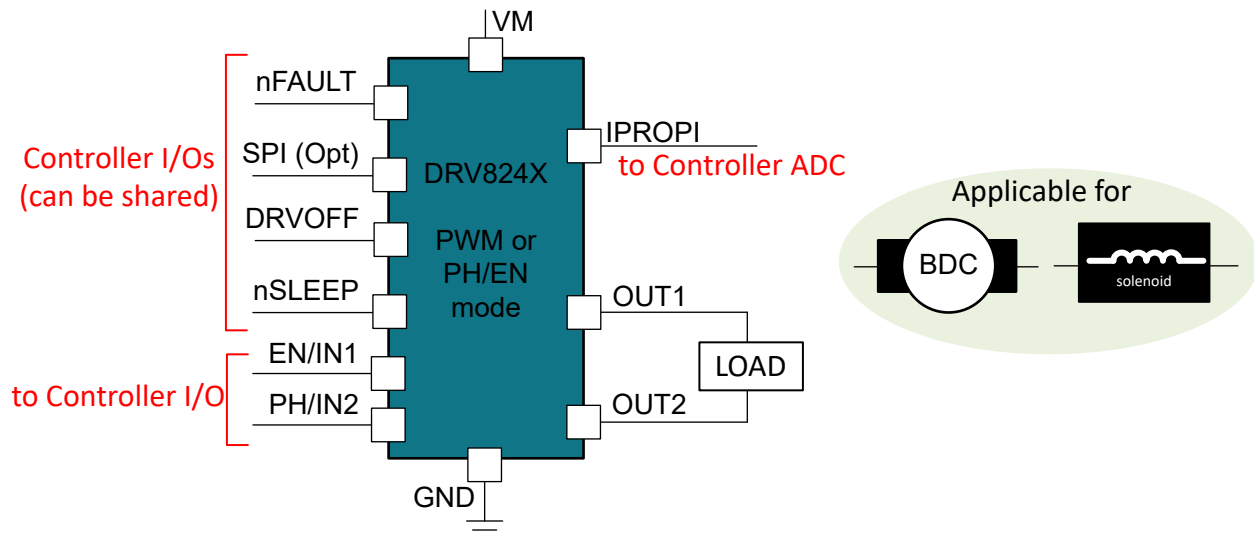 VM
nFAULT
SPI (Opt)
DRVOFF
nSLEEP
Controller I/Os
(can be shared)
EN/IN1
PH/IN2
to Controller I/O
DRV824X
PWM or
PH/EN
mode
GND
IPROPI
to Controller ADC
OUT1
LOAD
OUT2
Applicable for
BDC
solenoid